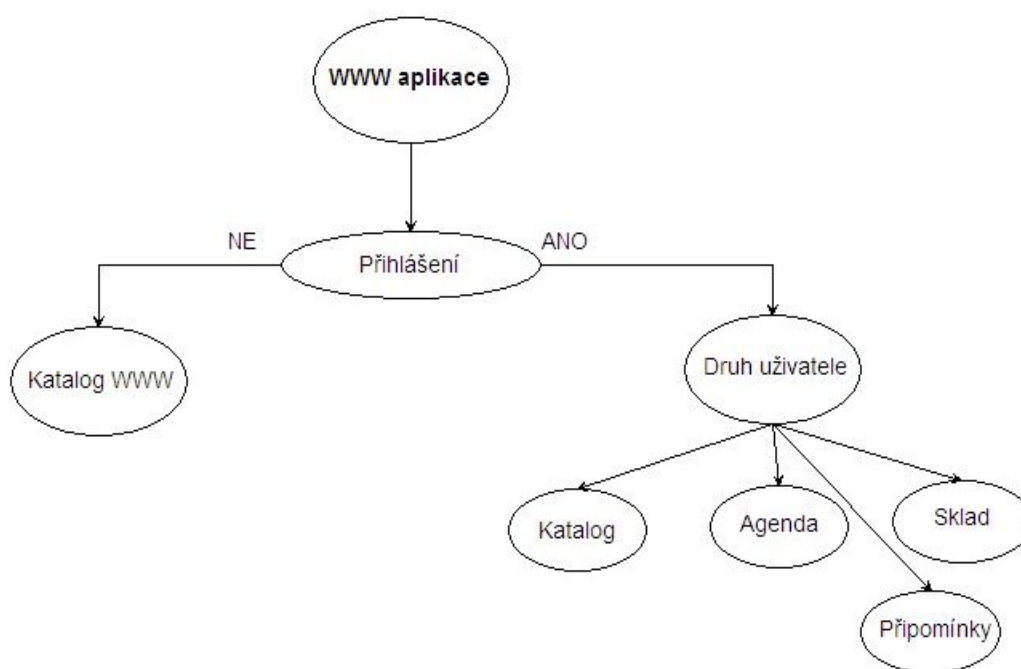 WWW aplikace
NE
ANO
Přihlášení
Katalog WWW
Druh uživatele
Katalog
Agenda
Sklad
Připomínky